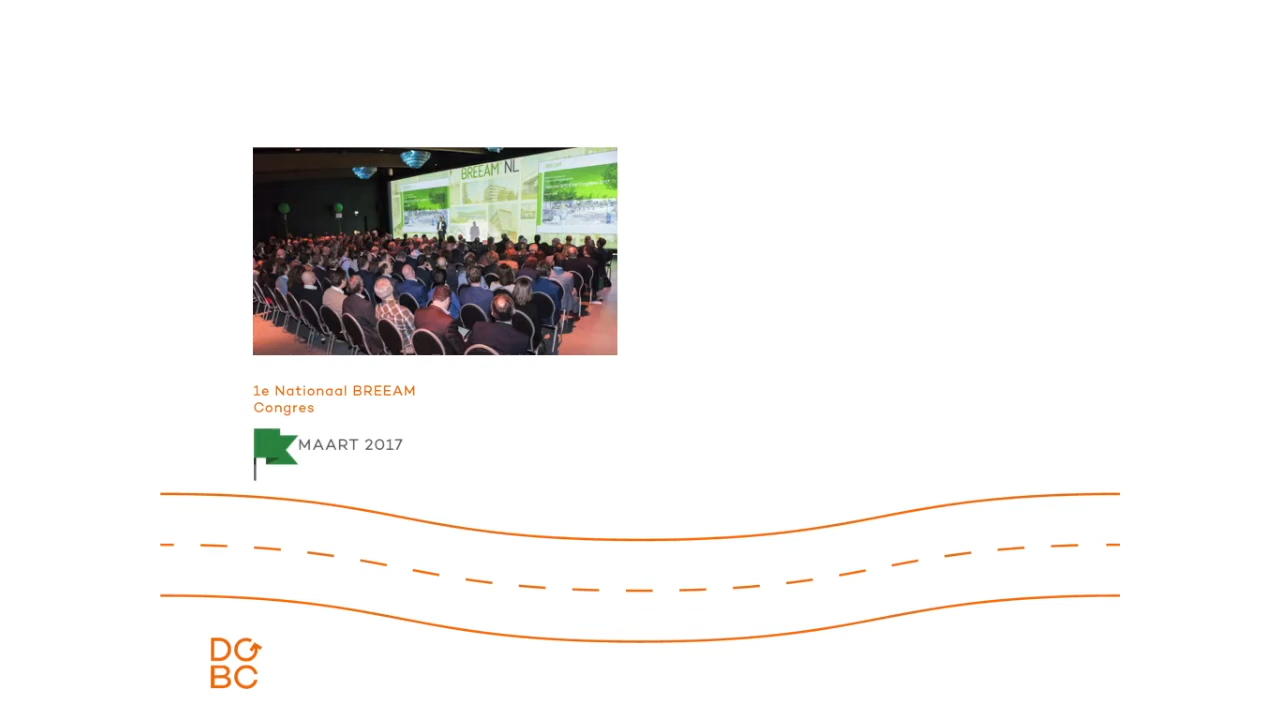 BREEAM NL
1e Nationaal BREEAM
Congres
MAART 2017
DG
BC